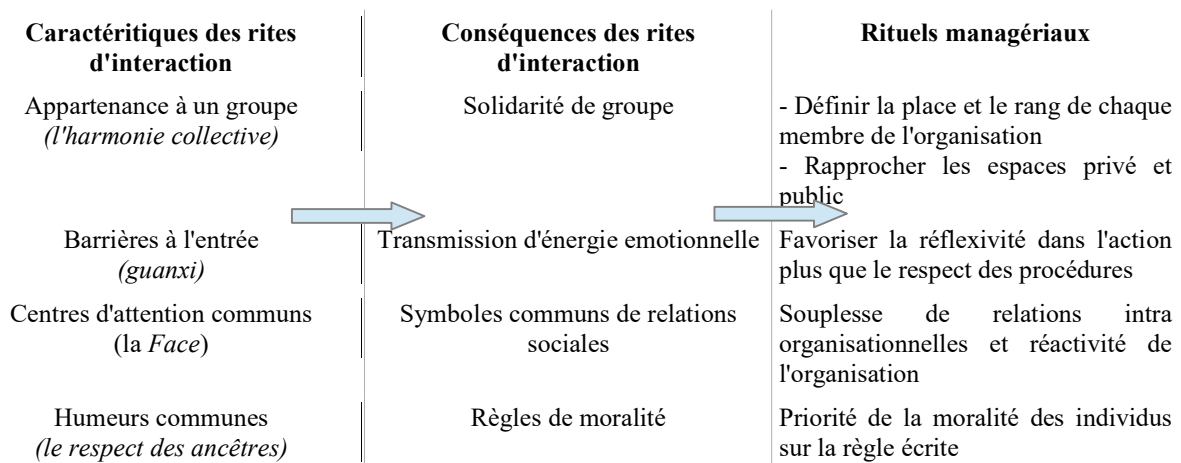 Caractéritiques des rites
d'interaction
Conséquences des rites
d'interaction
Rituels managériaux
Appartenance à un groupe
(l'harmonie collective)
Solidarité de groupe
- Définir la place et le rang de chaque
membre de l'organisation
- Rapprocher les espaces privé et
public
Barrières à l'entrée
(guanxi)
Transmission d'énergie emotionnelle
Favoriser la réflexivité dans l'action
plus que le respect des procédures
Centres d'attention communs
(la Face)
Symboles communs de relations
sociales
Souplesse de relations intra
organisationnelles et réactivité de
l'organisation
Humeurs communes
(le respect des ancêtres)
Règles de moralité
Priorité de la moralité des individus
sur la règle écrite